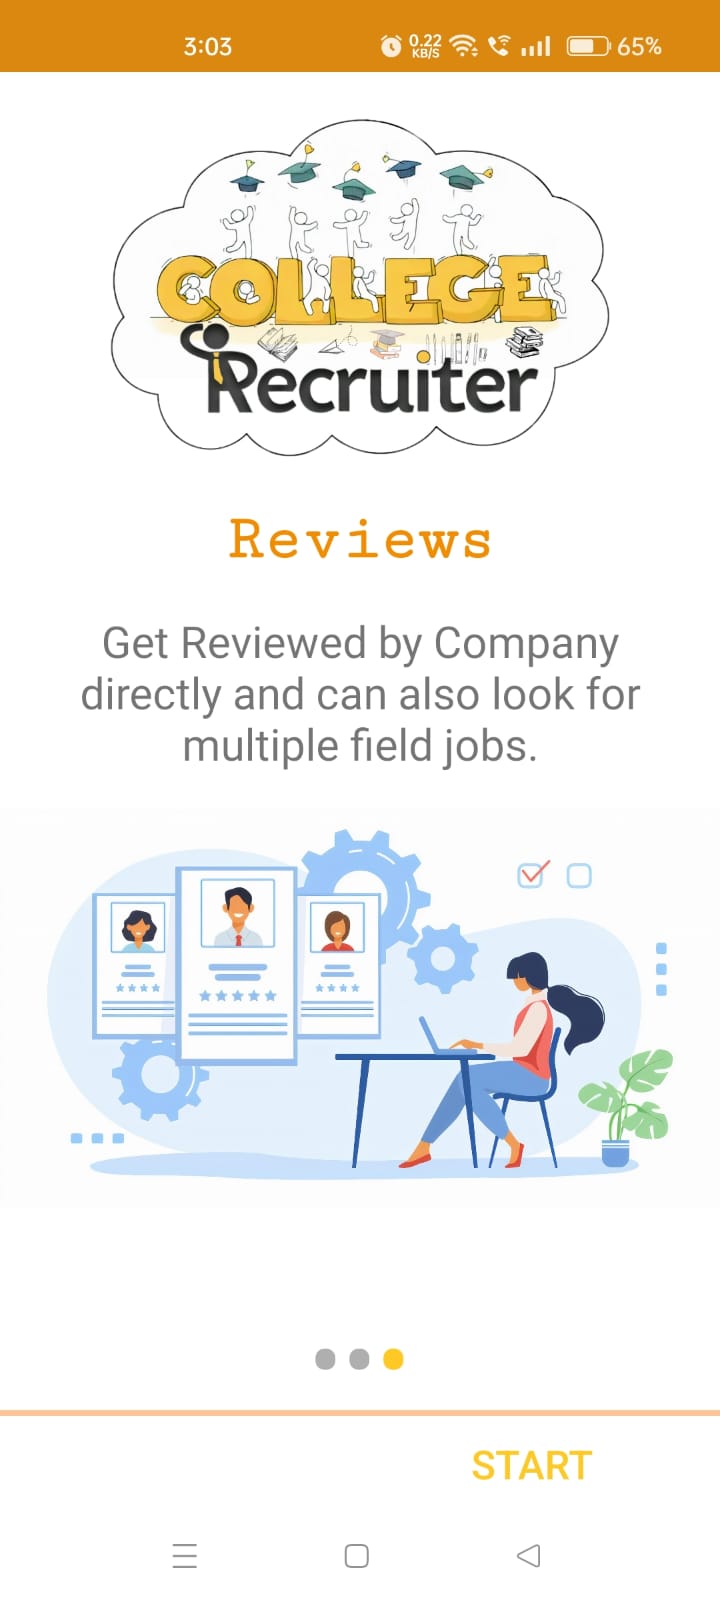 3:03
0.22
KB/S
65%
COLLEGE
Recruiter
Reviews
Get Reviewed by Company
directly and can also look for
multiple field jobs.
START